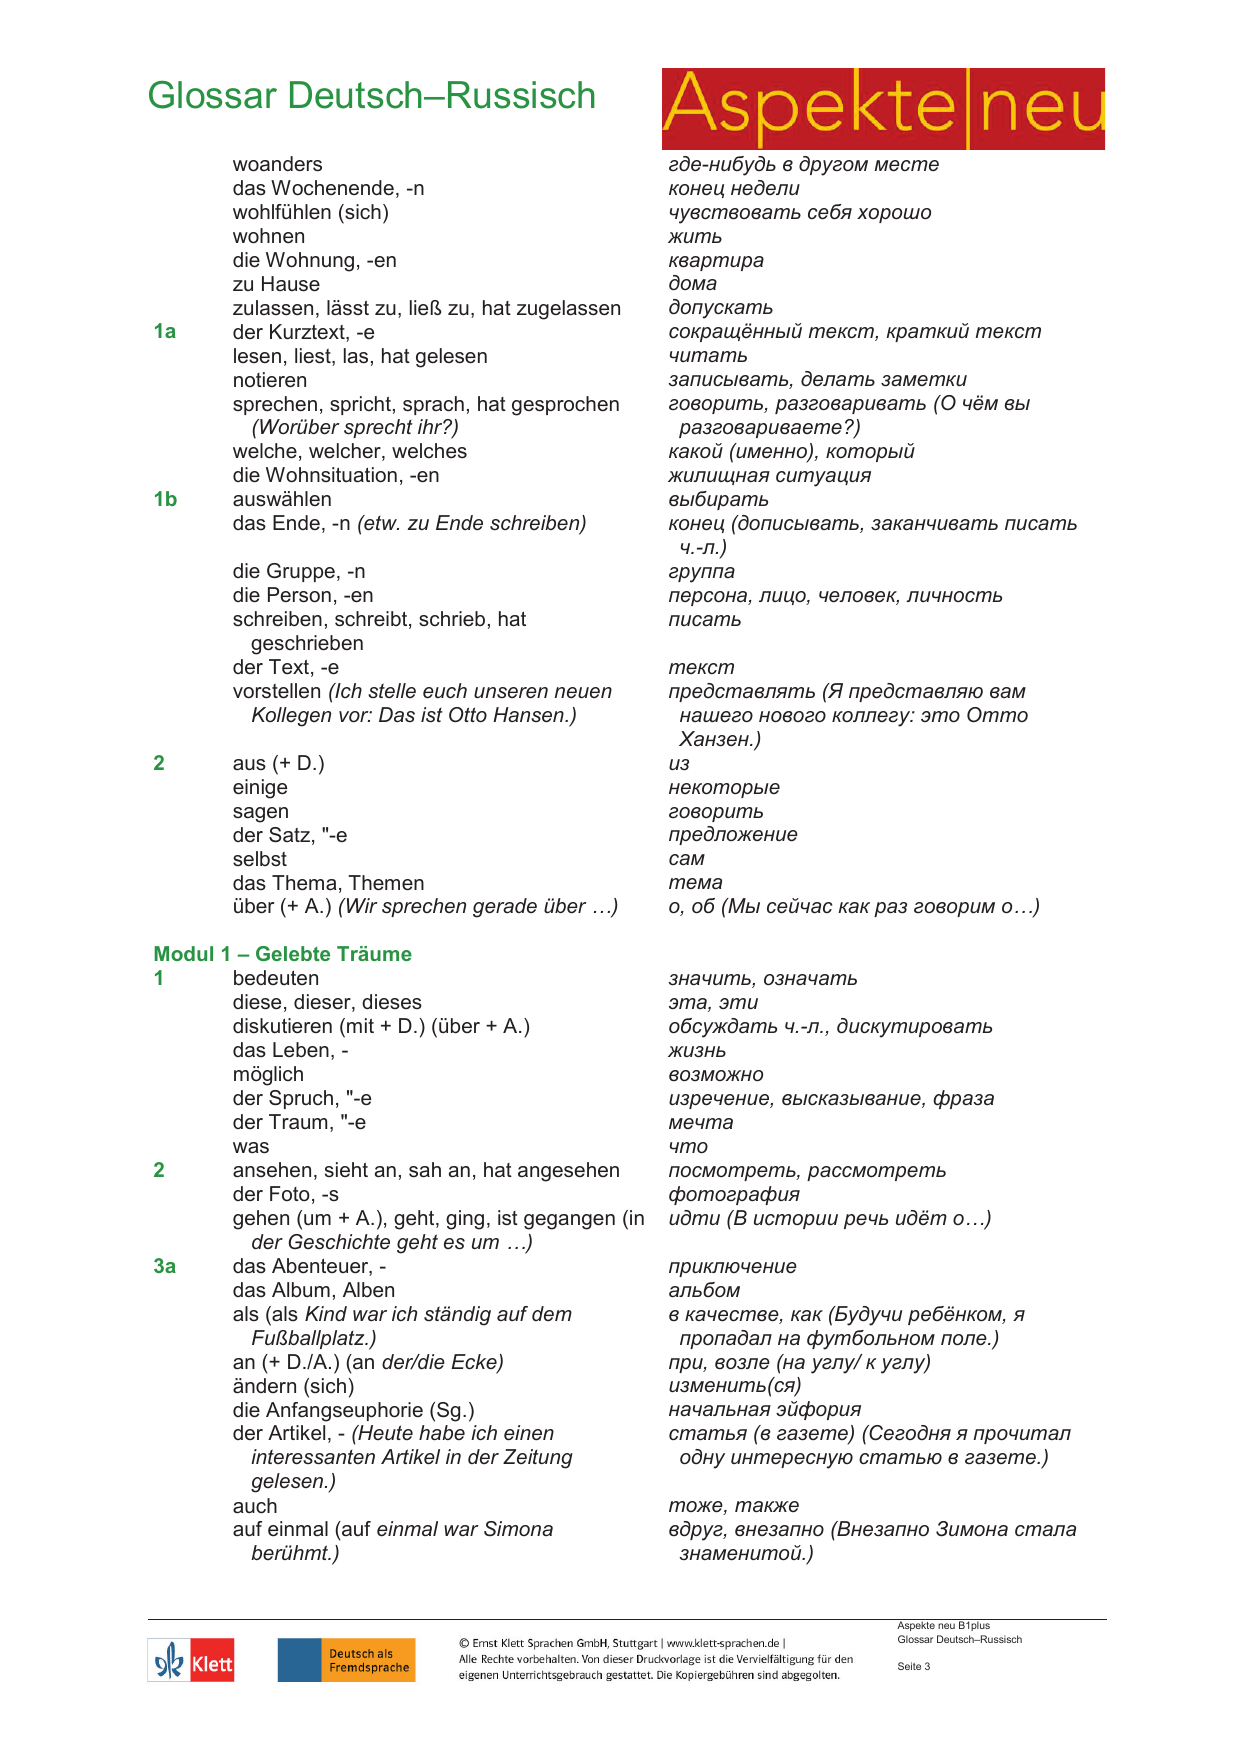 Glossar Deutsch–Russisch
Aspekte|neu
woanders где-нибудь в другом месте
das Wochenende, -n конец недели
wohlfühlen (sich) чувствовать себя хорошо
wohnen жить
die Wohnung, -en квартира
zu Hause дома
zulassen, lässt zu, ließ zu, hat zugelassen допускать
1a der Kurztext, -e сокращённый текст, краткий текст
lesen, liest, las, hat gelesen читать
notieren записывать, делать заметки
sprechen, spricht, sprach, hat gesprochen говорить, разговаривать (О чём вы
(Worüber sprecht ihr?) разговариваете?)
welche, welcher, welches какой (именно), который
die Wohnsituation, -en жилищная ситуация
1b auswählen выбирать
das Ende, -n (etw. zu Ende schreiben) конец (дописывать, заканчивать писать
ч.-л.)
die Gruppe, -n группа
die Person, -en персона, лицо, человек, личность
schreiben, schreibt, schrieb, hat писать
geschrieben
der Text, -e текст
vorstellen (Ich stelle euch unseren neuen представлять (Я представляю вам
Kollegen vor: Das ist Otto Hansen.) нашего нового коллегу: это Отто
Ханзен.)
2 aus (+ D.) из
einige некоторые
sagen говорить
der Satz, "-e предложение
selbst сам
das Thema, Themen тема
über (+ A.) (Wir sprechen gerade über …) о, об (Мы сейчас как раз говорим о…)
Modul 1 – Gelebte Träume
1 bedeuten значить, означать
diese, dieser, dieses эта, эти
diskutieren (mit + D.) (über + A.) обсуждать ч.-л., дискутировать
das Leben, - жизнь
möglich возможно
der Spruch, "-e изречение, высказывание, фраза
der Traum, "-e мечта
was что
2 ansehen, sieht an, sah an, hat angesehen посмотреть, рассмотреть
der Foto, -s фотография
gehen (um + A.), geht, ging, ist gegangen (in идти (В истории речь идёт о…)
der Geschichte geht es um …)
3a das Abenteuer, - приключение
das Album, Alben альбом
als (als Kind war ich ständig auf dem в качестве, как (Будучи ребёнком, я
Fußballplatz.) пропадал на футбольном поле.)
an (+ D./A.) (an der/die Ecke) при, возле (на углу/ к углу)
ändern (sich) изменить(ся)
die Anfangseuphorie (Sg.) начальная эйфория
der Artikel, - (Heute habe ich einen статья (в газете) (Сегодня я прочитал
interessanten Artikel in der Zeitung одну интересную статью в газете.)
gelesen.)
auch тоже, также
auf einmal (auf einmal war Simona вдруг, внезапно (Внезапно Зимона стала
berühmt.) знаменитой.)
Klett
Deutsch als
Fremdsprache
© Ernst Klett Sprachen GmbH, Stuttgart | www.klett-sprachen.de |
Alle Rechte vorbehalten. Von dieser Druckvorlage ist die Vervielfältigung für den
eigenen Unterrichtsgebrauch gestattet. Die Kopiergebühren sind abgegolten.
Aspekte neu B1plus
Glossar Deutsch–Russisch
Seite 3